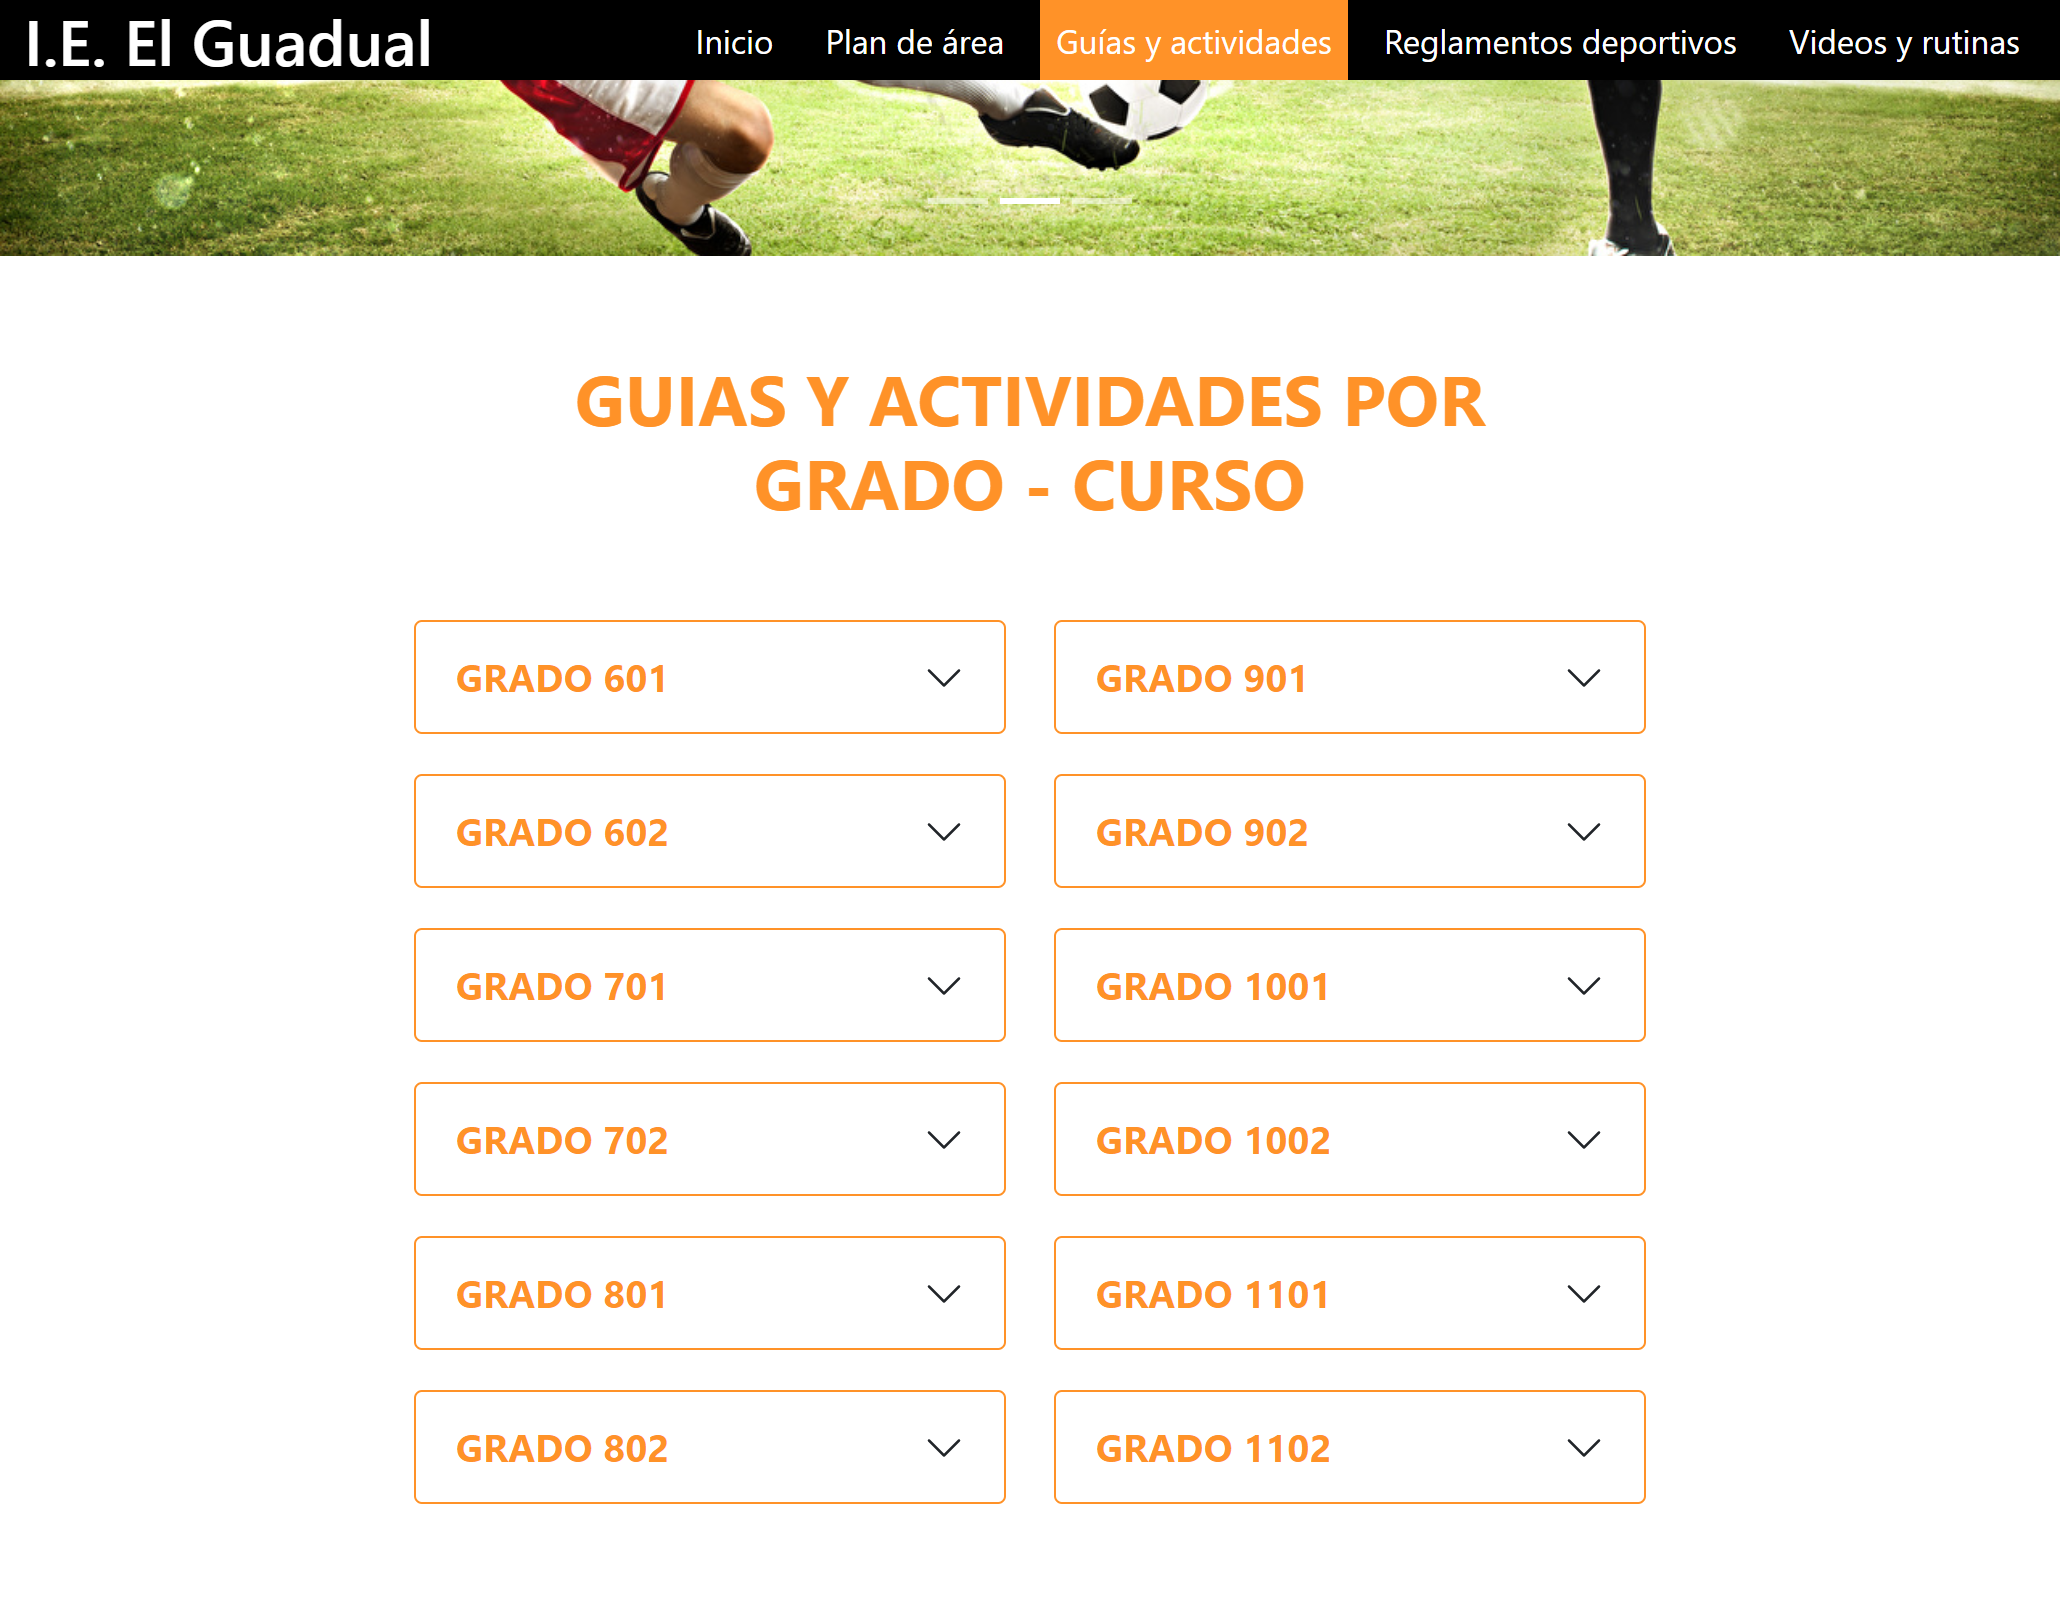 I.E. El Guadual
Inicio
Plan de área
Guías y actividades
Reglamentos deportivos
Videos y rutinas
GUIAS Y ACTIVIDADES POR
GRADO - CURSO
GRADO 601
GRADO 602
GRADO 701
GRADO 702
GRADO 801
GRADO 802
GRADO 901
GRADO 902
GRADO 1001
GRADO 1002
GRADO 1101
GRADO 1102